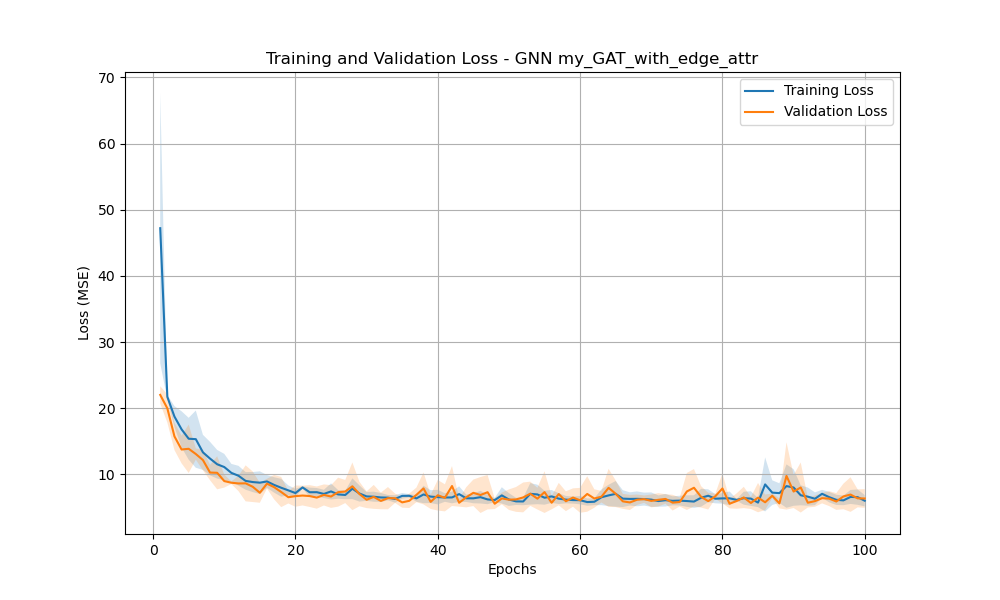 Training and Validation Loss - GNN my_GAT_with_edge_attr
Training Loss
Validation Loss
Loss (MSE)
70
60
50
40
30
20
10
0 20 40 60 80 100
Epochs